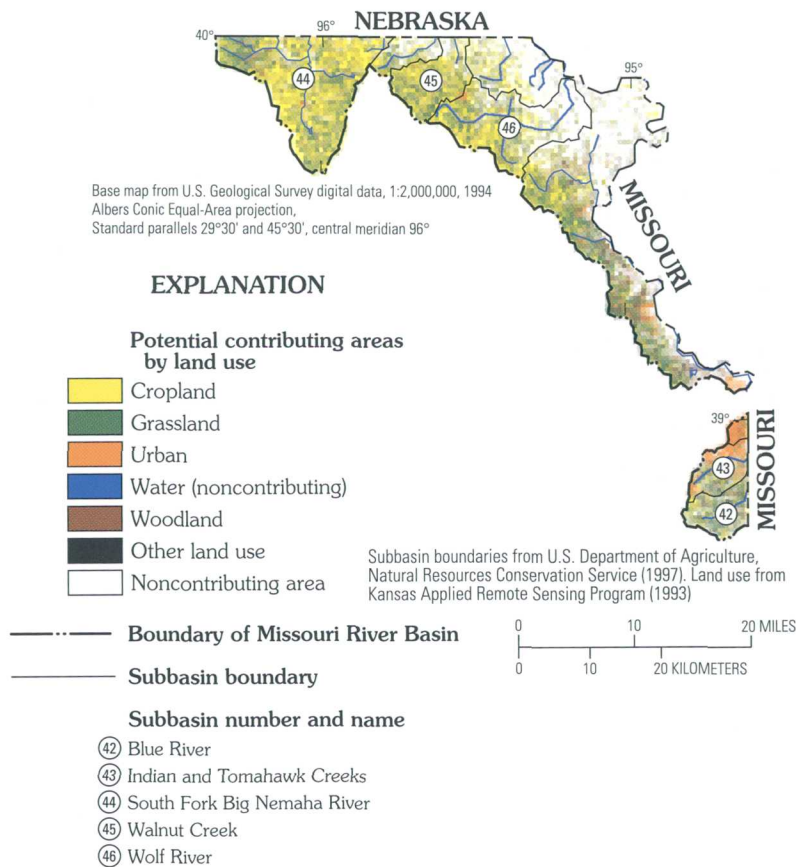 NEBRASKA
40°
96°
95°
44
45
46
MISSOURI
Base map from U.S. Geological Survey digital data, 1:2,000,000, 1994
Albers Conic Equal-Area projection,
Standard parallels 29°30' and 45°30', central meridian 96°
39°
43
42
MISSOURI
EXPLANATION
Potential contributing areas
by land use
Cropland
Grassland
Urban
Water (noncontributing)
Woodland
Other land use
Noncontributing area
Subbasin boundaries from U.S. Department of Agriculture,
Natural Resources Conservation Service (1997). Land use from
Kansas Applied Remote Sensing Program (1993)
0 10 20 MILES
0 10 20 KILOMETERS
Boundary of Missouri River Basin
Subbasin boundary
Subbasin number and name
42 Blue River
43 Indian and Tomahawk Creeks
44 South Fork Big Nemaha River
45 Walnut Creek
46 Wolf River